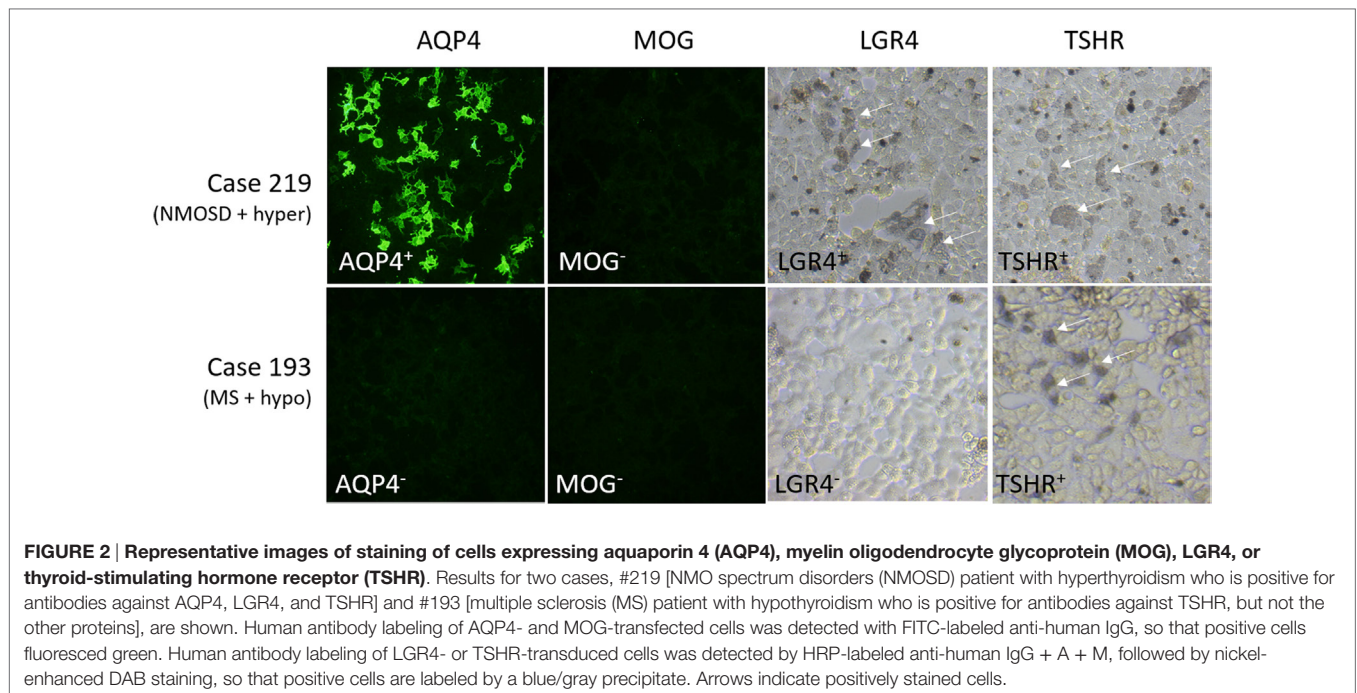 AQP4 MOG LGR4 TSHR
Case 219
(NMOSD + hyper)
AQP4⁺ MOG⁻ LGR4⁺ TSHR⁺
Case 193
(MS + hypo)
AQP4⁻ MOG⁻ LGR4⁻ TSHR⁺
FIGURE 2 | Representative images of staining of cells expressing aquaporin 4 (AQP4), myelin oligodendrocyte glycoprotein (MOG), LGR4, or
thyroid-stimulating hormone receptor (TSHR). Results for two cases, #219 [NMO spectrum disorders (NMOSD) patient with hyperthyroidism who is positive for
antibodies against AQP4, LGR4, and TSHR] and #193 [multiple sclerosis (MS) patient with hypothyroidism who is positive for antibodies against TSHR, but not the
other proteins], are shown. Human antibody labeling of AQP4- and MOG-transfected cells was detected with FITC-labeled anti-human IgG, so that positive cells
fluoresced green. Human antibody labeling of LGR4- or TSHR-transduced cells was detected by HRP-labeled anti-human IgG + A + M, followed by nickel-
enhanced DAB staining, so that positive cells are labeled by a blue/gray precipitate. Arrows indicate positively stained cells.